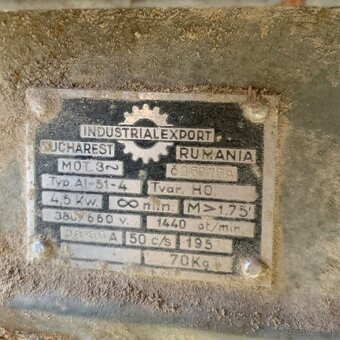 INDUSTRIALEXPORT
BUCHAREST RUMANIA
MOT. 3~
Typ. AI-51-4 Tvar. HO
4,5 KW ∞ min. M>1.75
380/660 v. 1440 ot/min.
A 50 c/s 195
70 Kg